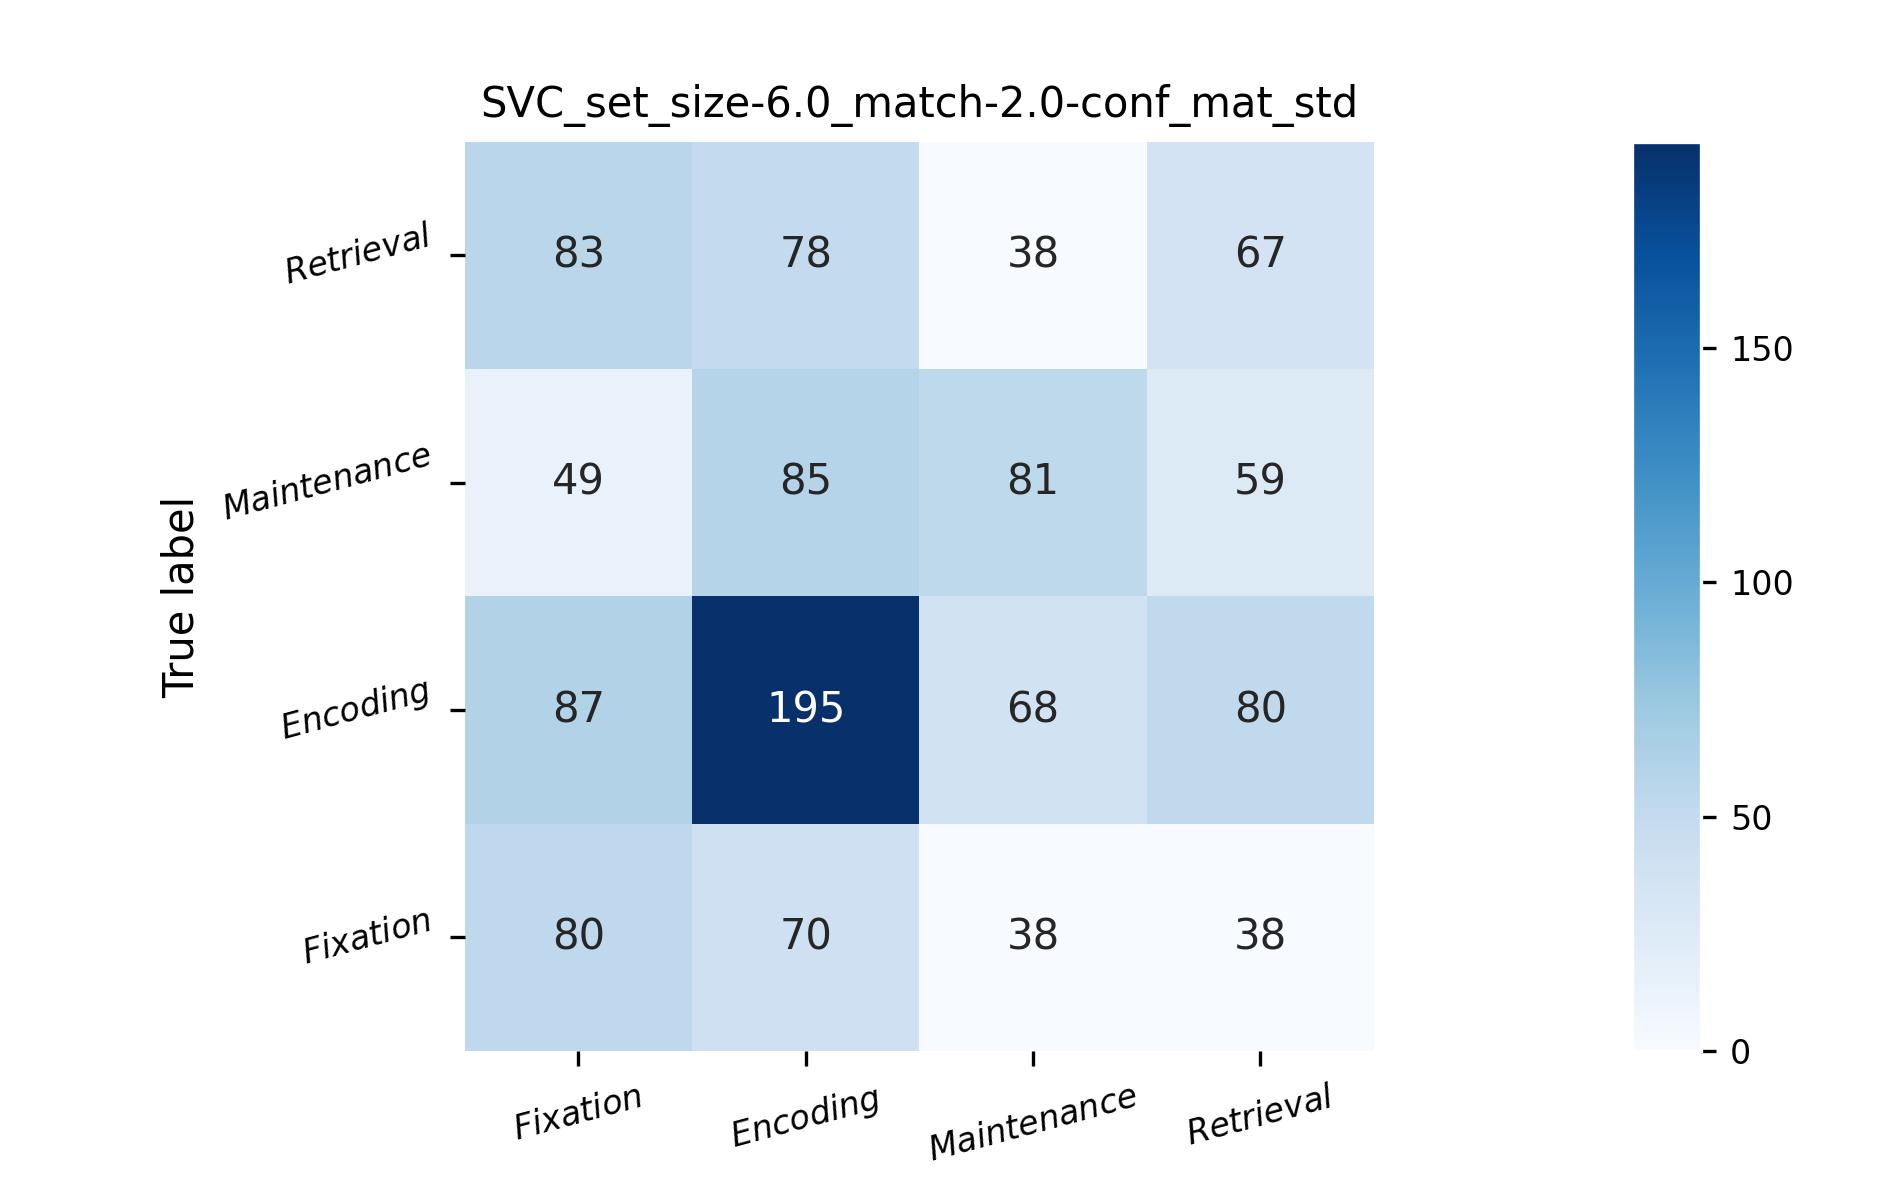 SVC_set_size-6.0_match-2.0-conf_mat_std
Retrieval
83 78 38 67
Maintenance
49 85 81 59
Encoding
87 195 68 80
Fixation
80 70 38 38
True label
Fixation Encoding Maintenance Retrieval
150
100
50
0